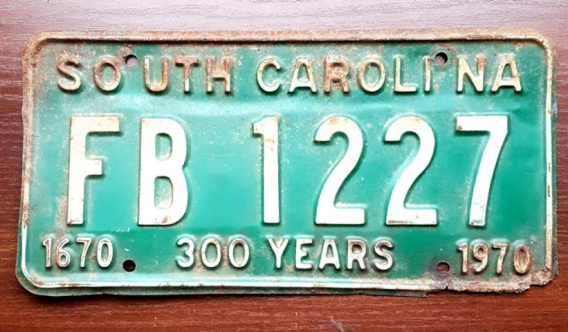 SOUTH CAROLINA
FB 1227
1670 300 YEARS 1970